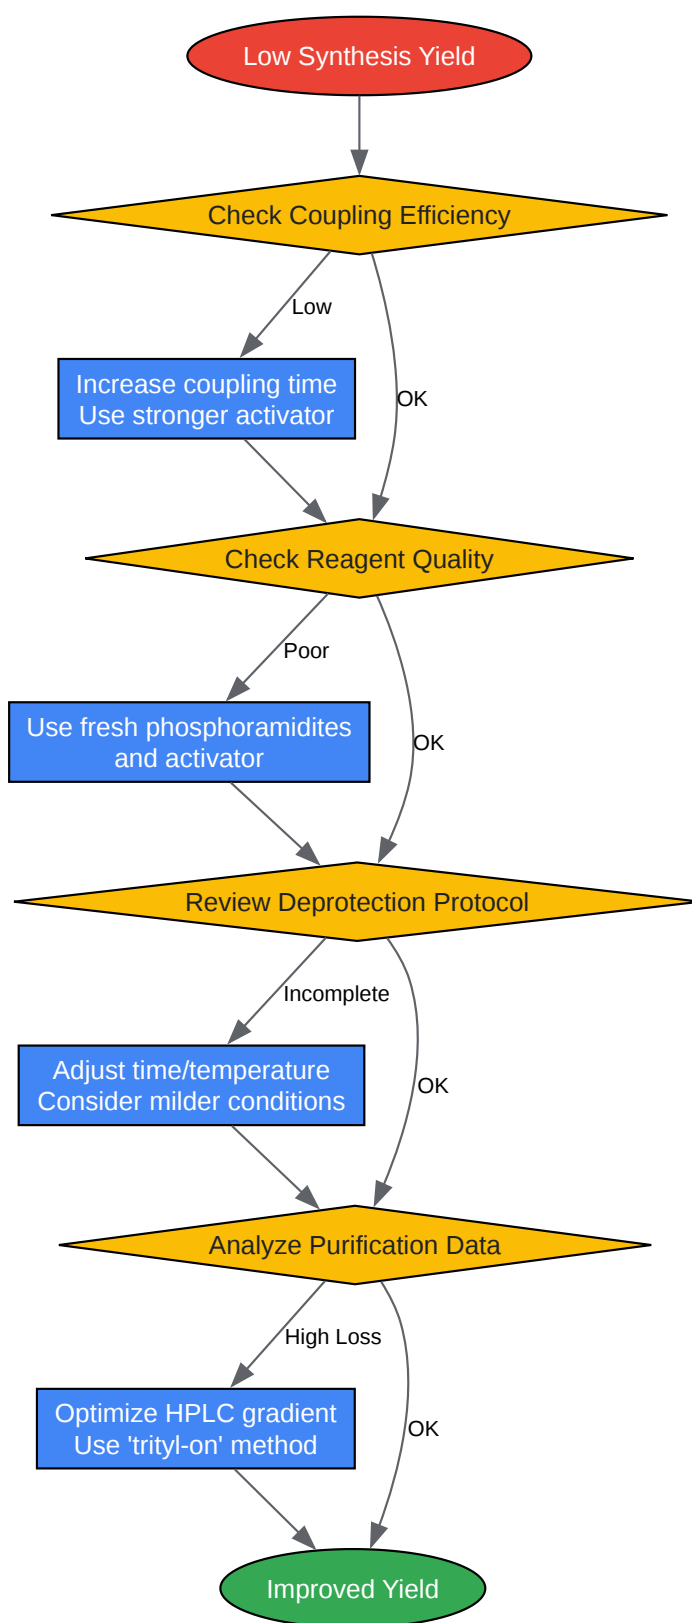 Low Synthesis Yield
Check Coupling Efficiency
Low
Increase coupling time
Use stronger activator
OK
Check Reagent Quality
Poor
Use fresh phosphoramidites
and activator
OK
Review Deprotection Protocol
Incomplete
Adjust time/temperature
Consider milder conditions
OK
Analyze Purification Data
High Loss
Optimize HPLC gradient
Use 'trityl-on' method
OK
Improved Yield